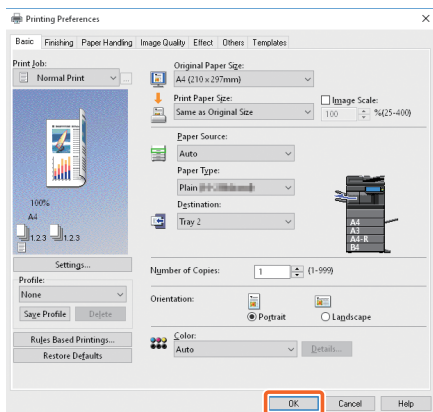 Printing Preferences
Basic Finishing Paper Handling Image Quality Effect Others Templates
Print Job:
Normal Print
...
100%
A4
1.2.3 1.2.3
Settings...
Profile:
None
Save Profile Delete
Rules Based Printings...
Restore Defaults
Original Paper Size:
A4 (210 x 297mm)
Print Paper Size:
Same as Original Size
Image Scale:
100 %(25-400)
Paper Source:
Auto
Paper Type:
Plain
Destination:
Tray 2
A4
A3
A4-R
B4
Number of Copies: 1 (1-999)
Orientation:
Portrait Landscape
Color:
Auto
Details...
OK Cancel Help